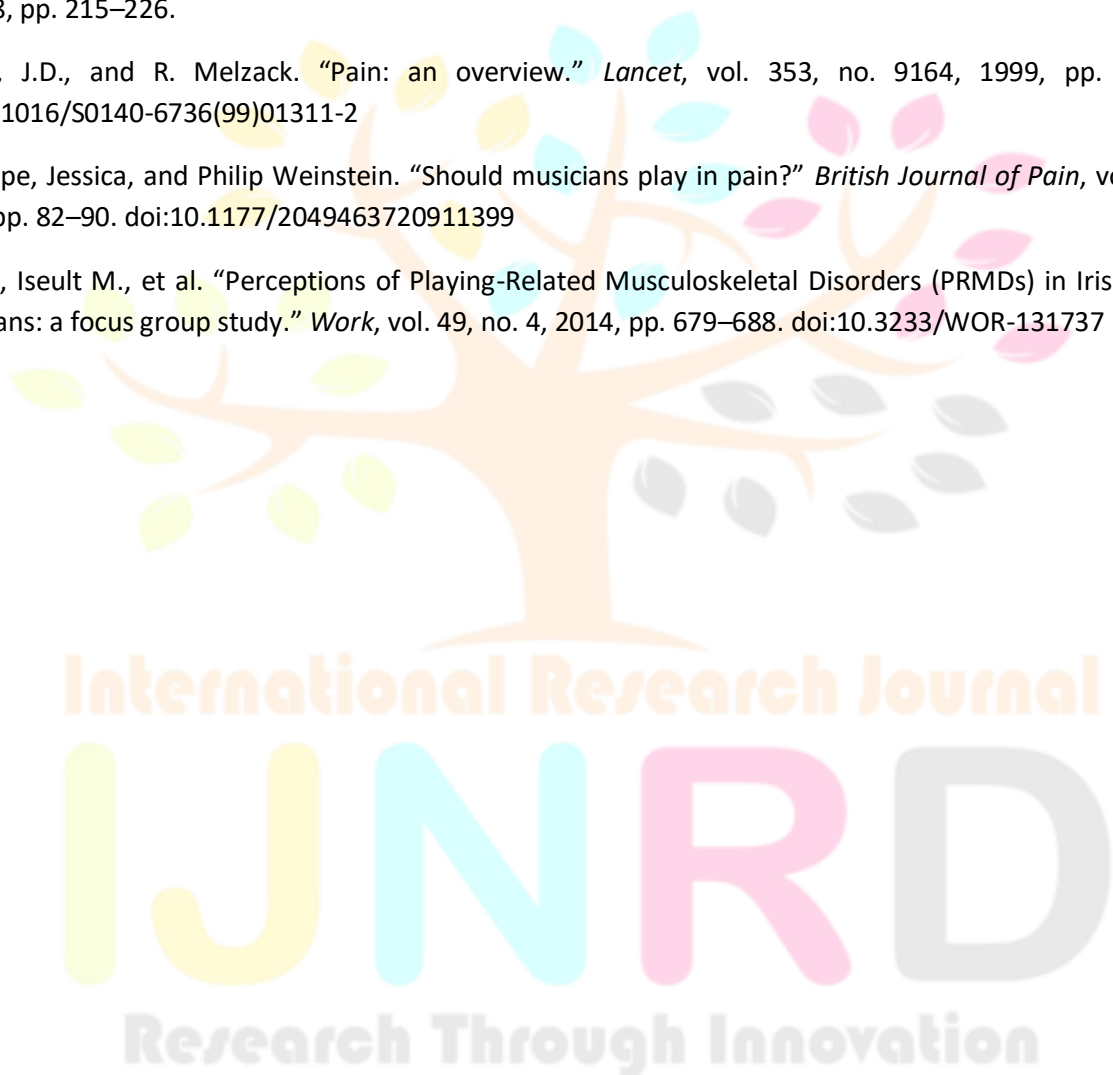 3, pp. 215–226.
, J.D., and R. Melzack. “Pain: an overview.” Lancet, vol. 353, no. 9164, 1999, pp.
1016/S0140-6736(99)01311-2
pe, Jessica, and Philip Weinstein. “Should musicians play in pain?” British Journal of Pain, v
pp. 82–90. doi:10.1177/2049463720911399
, Iseult M., et al. “Perceptions of Playing-Related Musculoskeletal Disorders (PRMDs) in Iris
ans: a focus group study.” Work, vol. 49, no. 4, 2014, pp. 679–688. doi:10.3233/WOR-131737
International Research Journal
IJNRD
Research Through Innovation